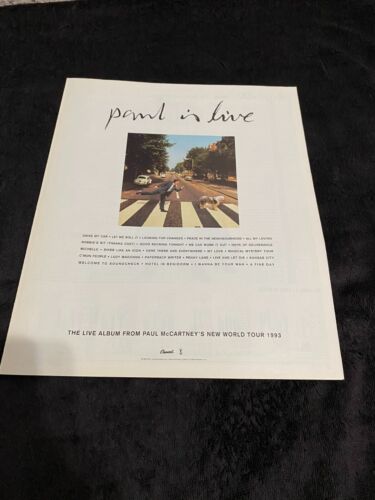 paul is live
DRIVE MY CAR • LET ME ROLL IT • LOOKING FOR CHANGES • PEACE IN THE NEIGHBOURHOOD • ALL MY LOVING
ROBBIE'S BIT (THANKS CHET) • GOOD ROCKING TONIGHT • WE CAN WORK IT OUT • HOPE OF DELIVERANCE
MICHELLE • BIKER LIKE AN ICON • HERE THERE AND EVERYWHERE • MY LOVE • MAGICAL MYSTERY TOUR
C'MON PEOPLE • LADY MADONNA • PAPERBACK WRITER • PENNY LANE • LIVE AND LET DIE • KANSAS CITY
WELCOME TO SOUNDCHECK • HOTEL IN BENIDORM • I WANNA BE YOUR MAN • A FINE DAY
THE LIVE ALBUM FROM PAUL McCARTNEY'S NEW WORLD TOUR 1993
Capitol